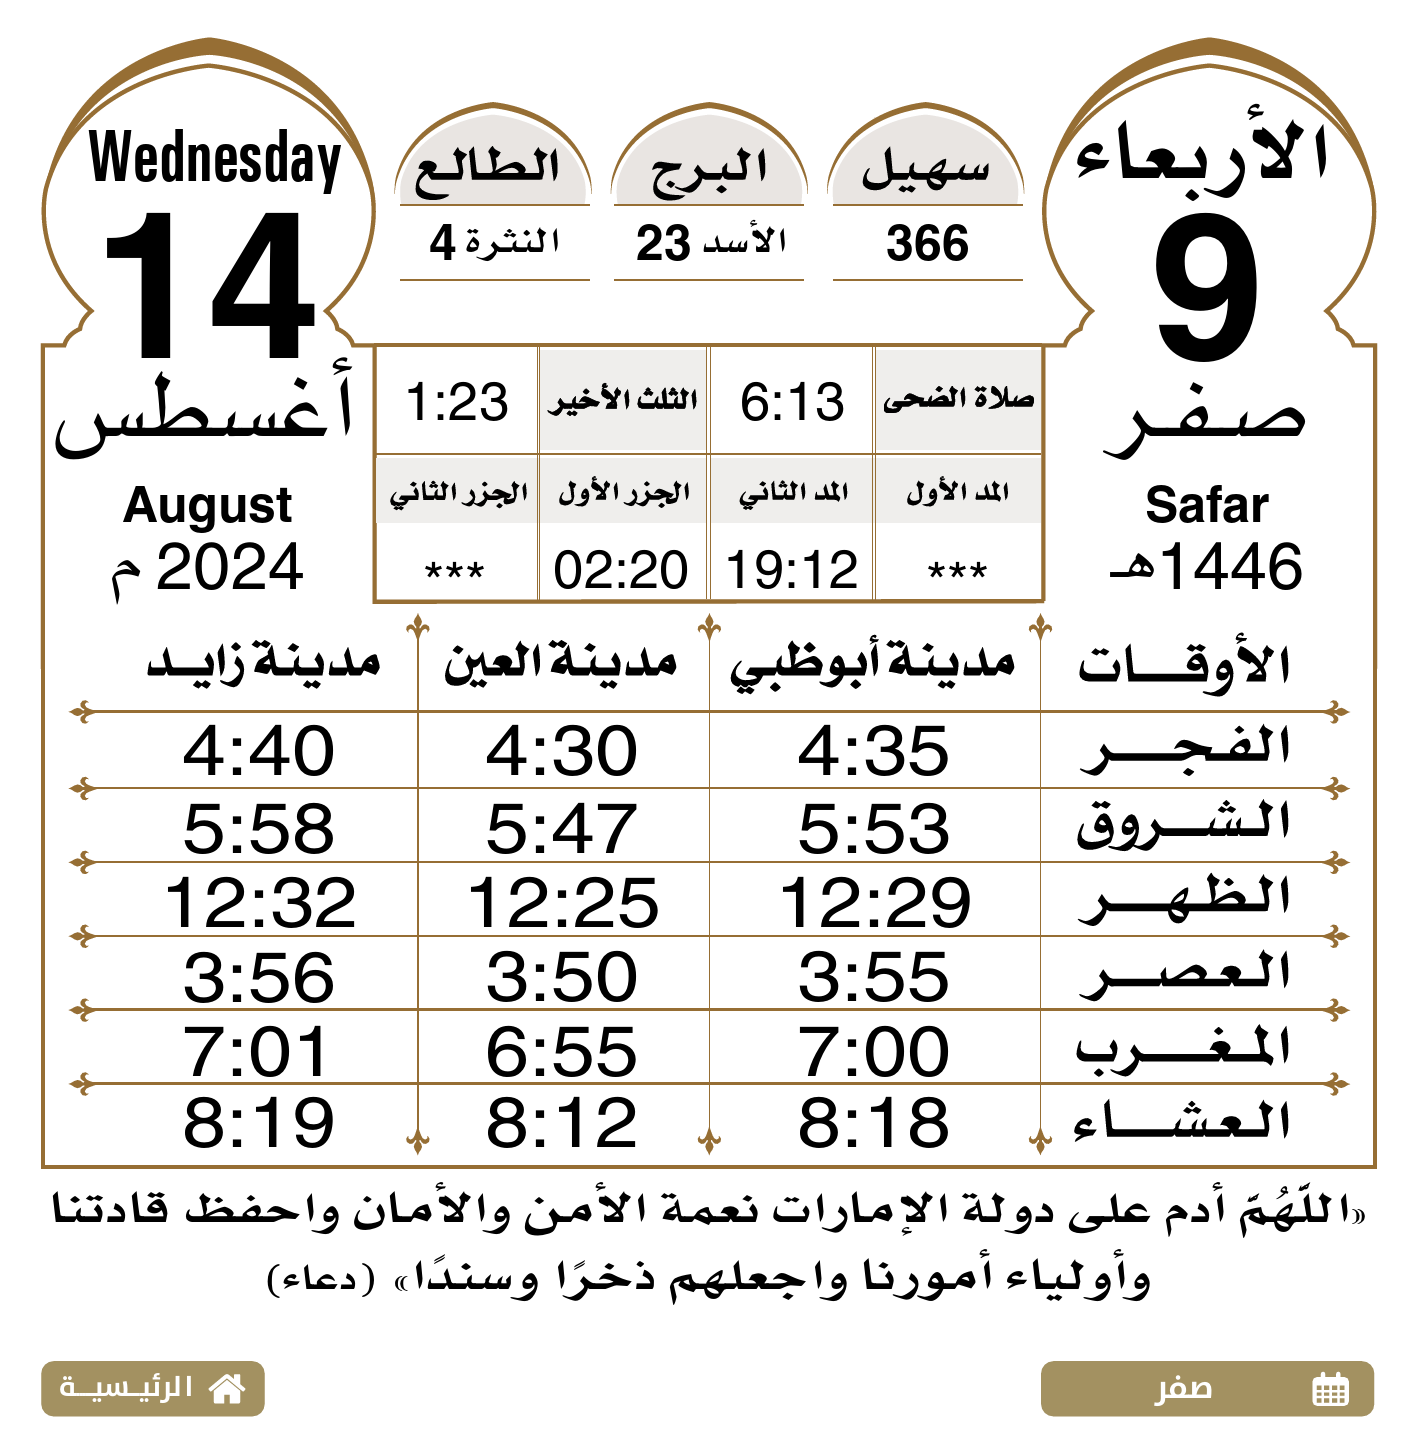 الأربعاء
9
صفر
Safar
1446هـ
سهيل
366
البرج
الأسد 23
الطالع
النثرة 4
Wednesday
14
أغسطس
August
2024 م
صلاة الضحى 6:13 الثلث الأخير 1:23
المد الأول المد الثاني الجزر الأول الجزر الثاني
*** 19:12 02:20 ***
الأوقات مدينة أبوظبي مدينة العين مدينة زايد
الفجر 4:35 4:30 4:40
الشروق 5:53 5:47 5:58
الظهر 12:29 12:25 12:32
العصر 3:55 3:50 3:56
المغرب 7:00 6:55 7:01
العشاء 8:18 8:12 8:19
«اللّهُمّ أدم على دولة الإمارات نعمة الأمن والأمان واحفظ قادتنا
وأولياء أمورنا واجعلهم ذخرًا وسندًا» (دعاء)
صفر
الرئيسية